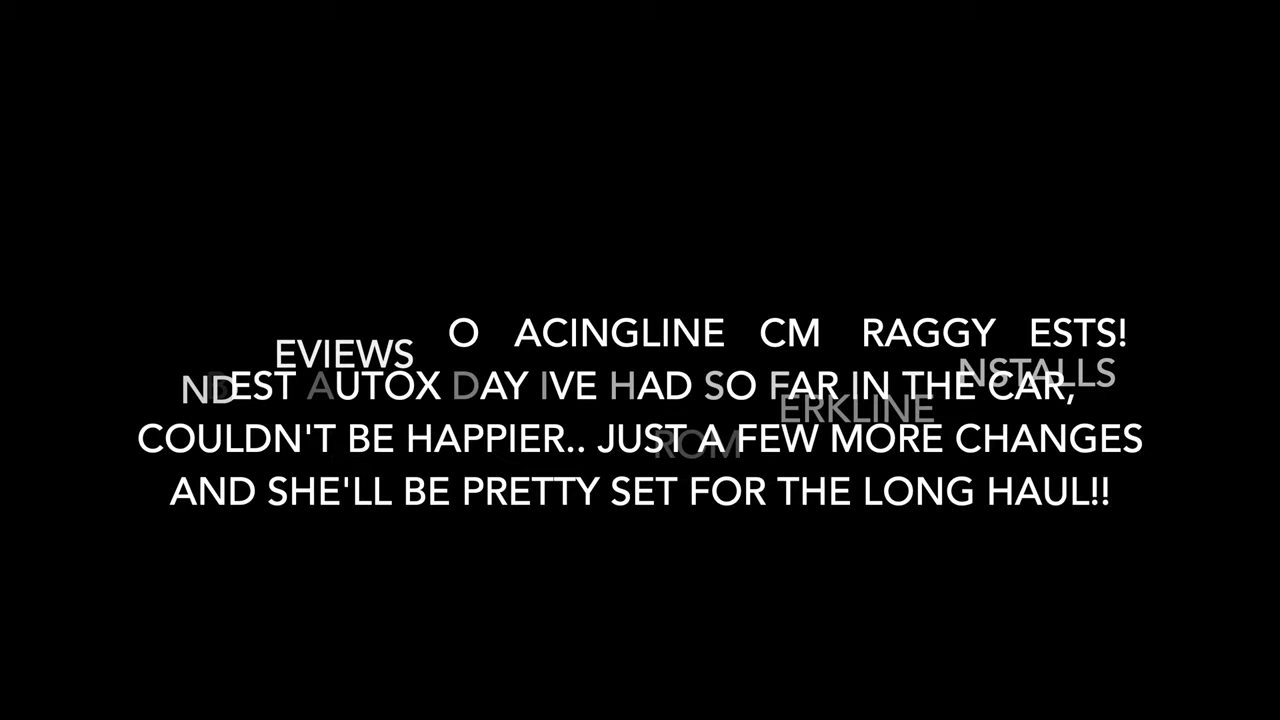 O ACINGLINE CM RAGGY ESTS!
EVIEWS
NSTALLS
ND
BEST AUTOX DAY IVE HAD SO FAR IN THE CAR,
ERKLINE
COULDN'T BE HAPPIER.. JUST A FEW MORE CHANGES
ROM
AND SHE'LL BE PRETTY SET FOR THE LONG HAUL!!